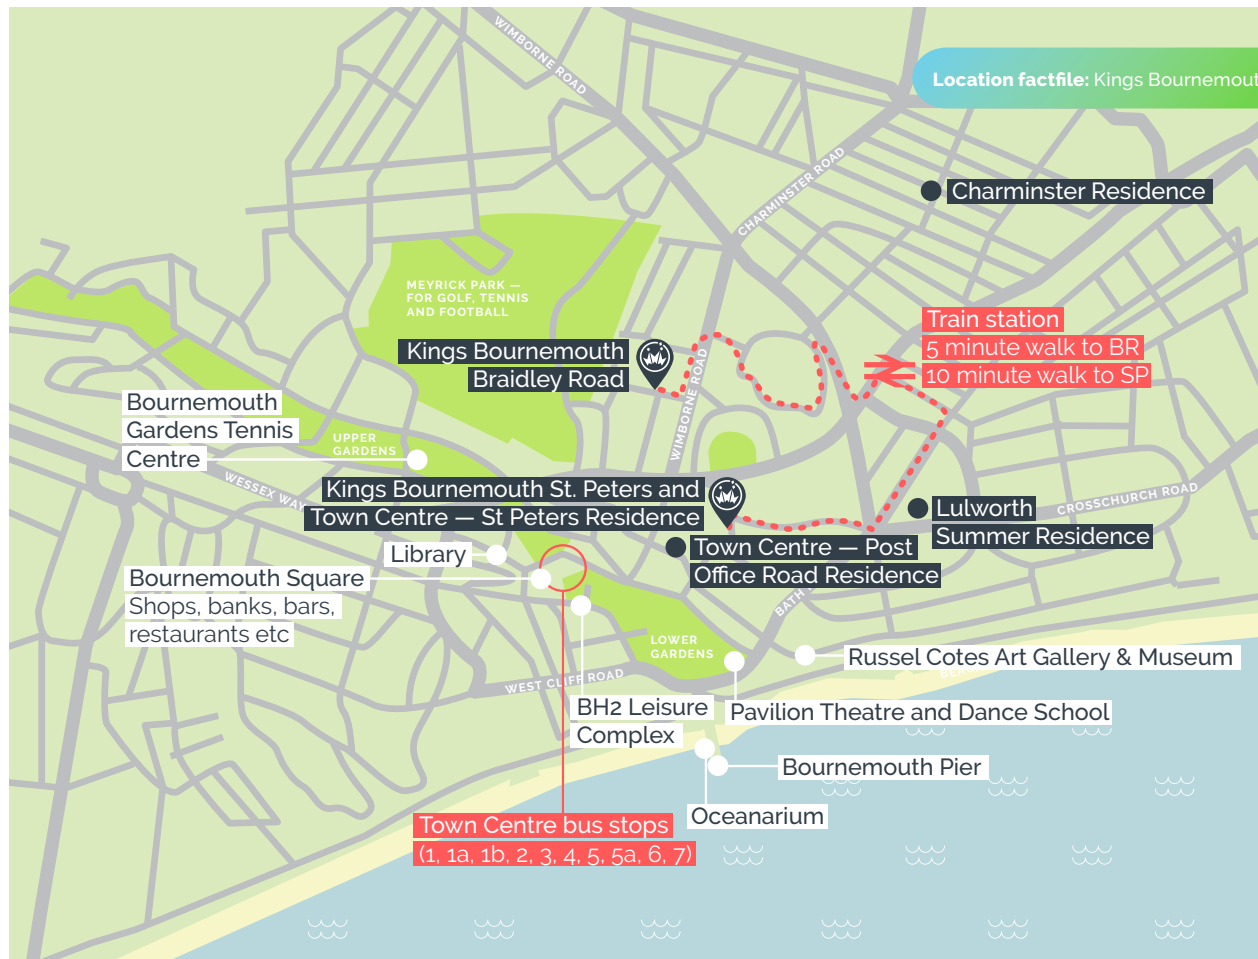 WIMBORNE ROAD
Location factfile: Kings Bournemout
CHARMINSTER ROAD
Charminster Residence
MEYRICK PARK —
FOR GOLF, TENNIS
AND FOOTBALL
Train station
5 minute walk to BR
10 minute walk to SP
Kings Bournemouth
Braidley Road
WIMBORNE ROAD
Bournemouth
Gardens Tennis
Centre
UPPER
GARDENS
WESSEX WAY
Kings Bournemouth St. Peters and
Town Centre — St Peters Residence
CROSSCHURCH ROAD
Lulworth
Summer Residence
Town Centre — Post
Office Road Residence
Library
Bournemouth Square
Shops, banks, bars,
restaurants etc
BATH
LOWER
GARDENS
Russel Cotes Art Gallery & Museum
WEST CLIFF ROAD
BH2 Leisure
Complex
Pavilion Theatre and Dance School
Bournemouth Pier
Oceanarium
Town Centre bus stops
(1, 1a, 1b, 2, 3, 4, 5, 5a, 6, 7)